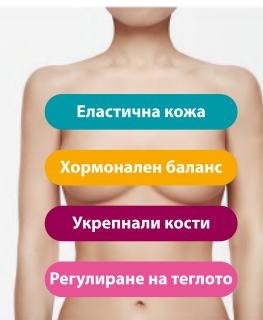 Еластична кожа
Хормонален баланс
Укрепнали кости
Регулиране на теглото